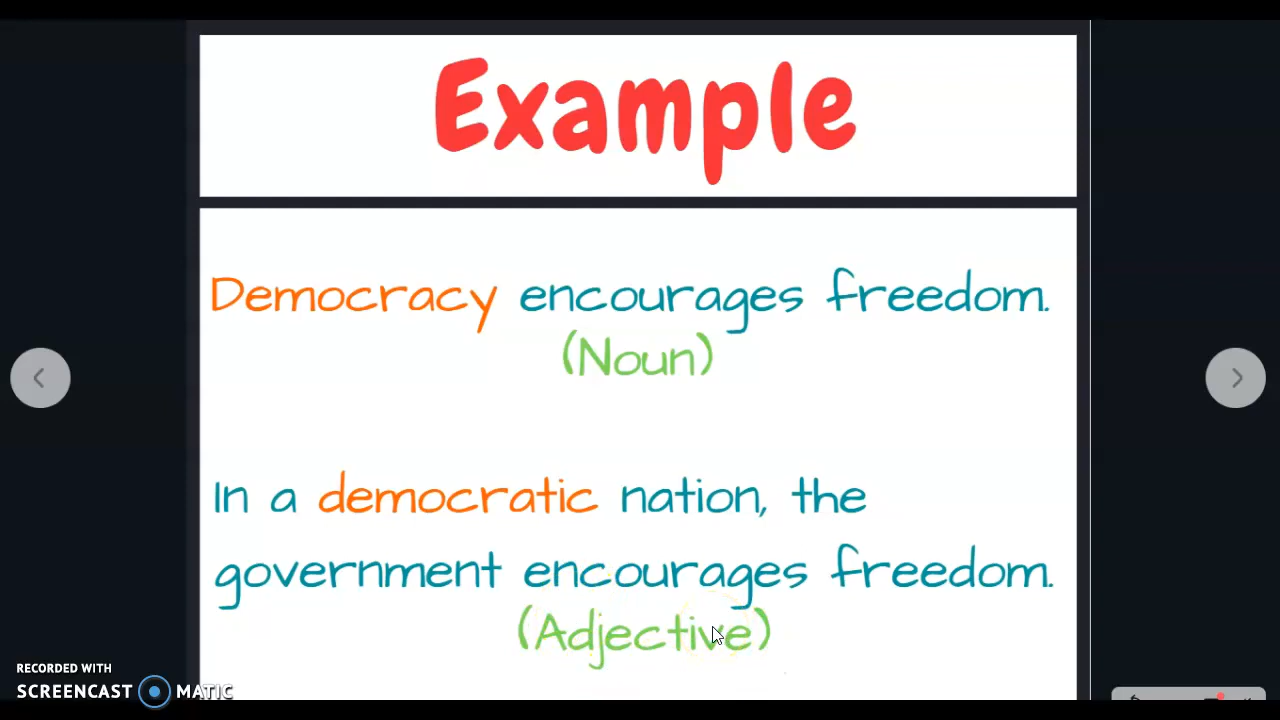 Example
Democracy encourages freedom.
(Noun)
In a democratic nation, the
government encourages freedom.
(Adjective)
RECORDED WITH
SCREENCAST MATIC